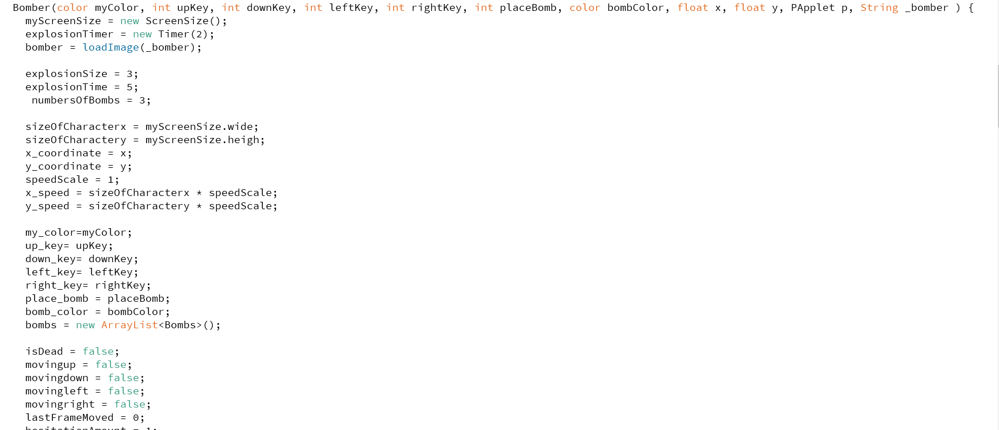 Bomber(color myColor, int upKey, int downKey, int leftKey, int rightKey, int placeBomb, color bombColor, float x, float y, PApplet p, String _bomber ) {
myScreenSize = new ScreenSize();
explosionTimer = new Timer(2);
bomber = loadImage(_bomber);
explosionSize = 3;
explosionTime = 5;
numbersOfBombs = 3;
sizeOfCharacterx = myScreenSize.wide;
sizeOfCharactery = myScreenSize.heigh;
x_coordinate = x;
y_coordinate = y;
speedScale = 1;
x_speed = sizeOfCharacterx * speedScale;
y_speed = sizeOfCharactery * speedScale;
my_color=myColor;
up_key= upKey;
down_key= downKey;
left_key= leftKey;
right_key= rightKey;
place_bomb = placeBomb;
bomb_color = bombColor;
bombs = new ArrayList<Bombs>();
isDead = false;
movingup = false;
movingdown = false;
movingleft = false;
movingright = false;
lastFrameMoved = 0;
hesitationAmount = 1;